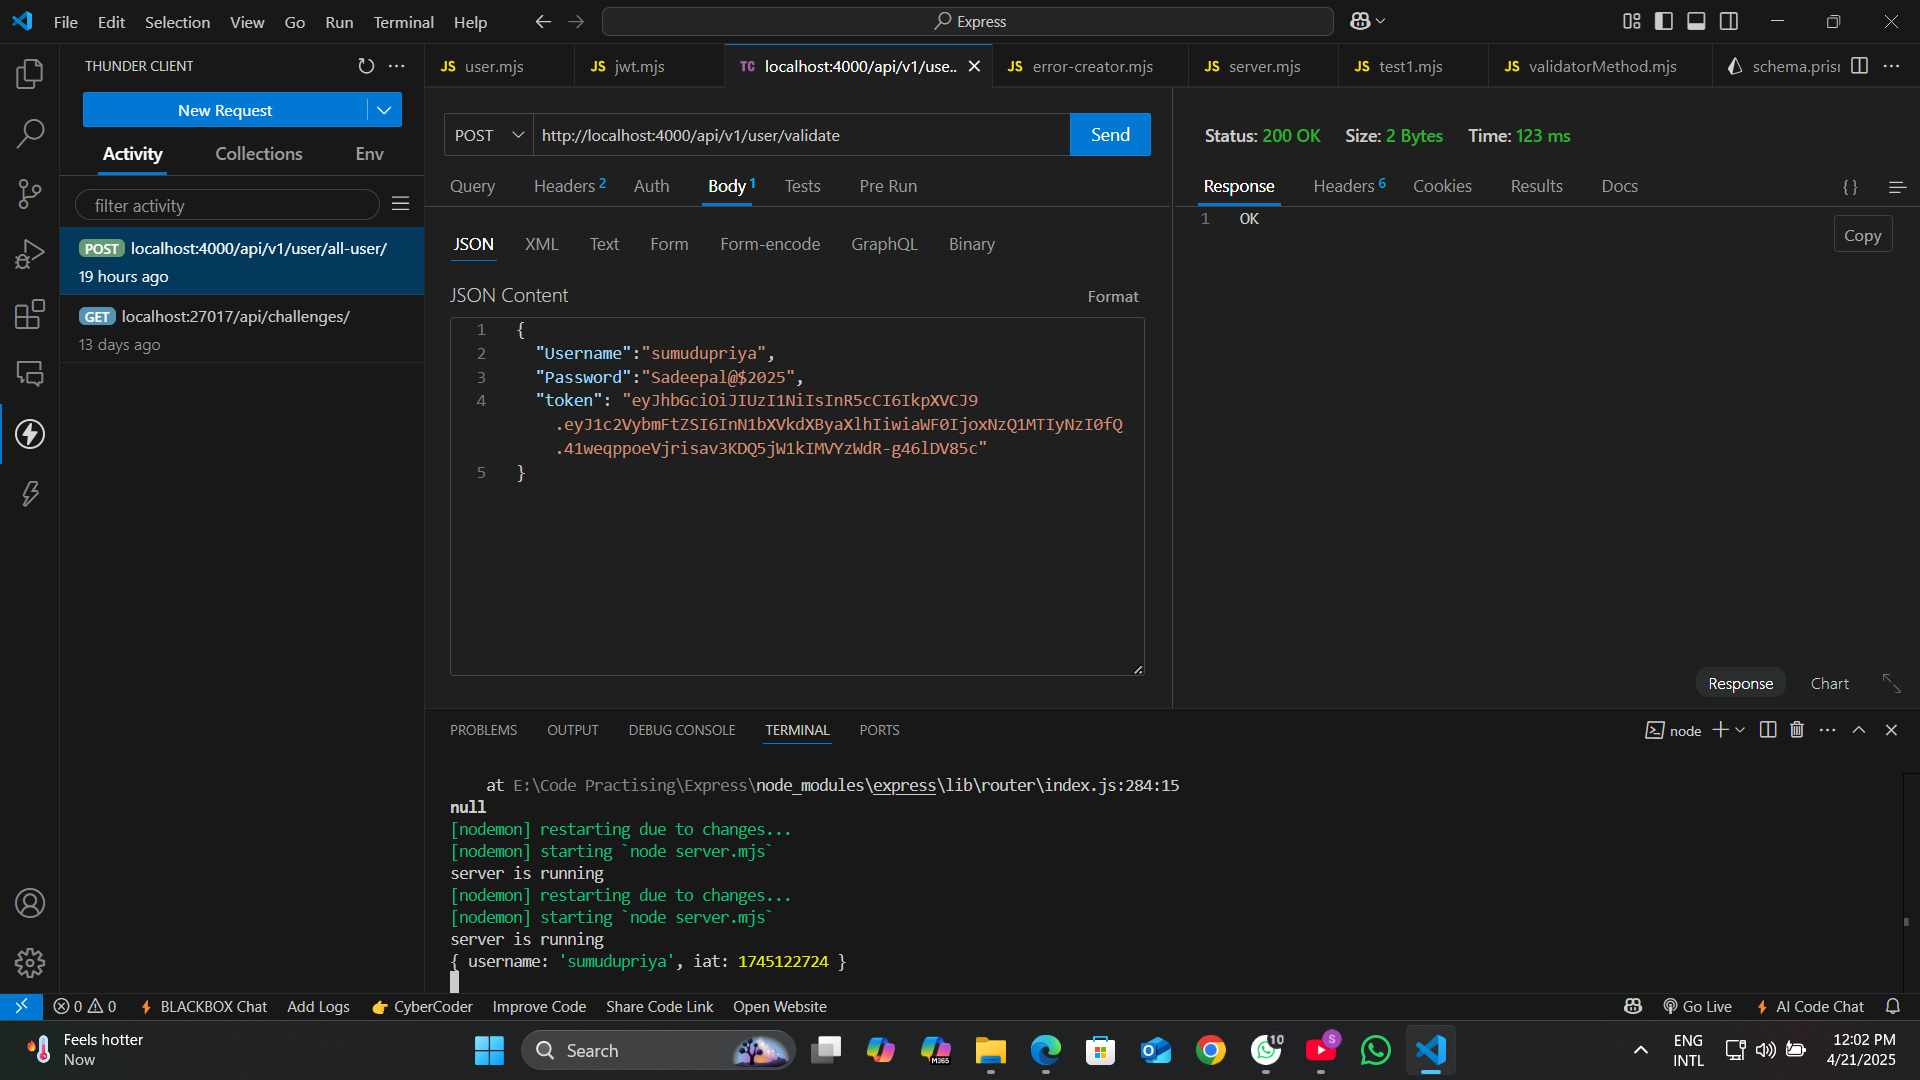 File Edit Selection View Go Run Terminal Help
Express
THUNDER CLIENT
New Request
Activity Collections Env
filter activity
POST localhost:4000/api/v1/user/all-user/
19 hours ago
GET localhost:27017/api/challenges/
13 days ago
JS user.mjs
JS jwt.mjs
TC localhost:4000/api/v1/use..
JS error-creator.mjs
JS server.mjs
JS test1.mjs
JS validatorMethod.mjs
schema.prisr
POST http://localhost:4000/api/v1/user/validate Send
Query Headers 2 Auth Body 1 Tests Pre Run
JSON XML Text Form Form-encode GraphQL Binary
JSON Content Format
1 {
2 "Username":"sumudupriya",
3 "Password":"Sadeepal@$2025",
4 "token": "eyJhbGciOiJIUzI1NiIsInR5cCI6IkpXVCJ9
.eyJ1c2VybmFtZSI6InN1bXVkdXByaXlhIiwiaWF0IjoxNzQ1MTIyNzI0fQ
.41weqppoeVjrisav3KDQ5jW1kIMVYzWdR-g46lDV85c"
5 }
Status: 200 OK Size: 2 Bytes Time: 123 ms
Response Headers 6 Cookies Results Docs { }
1 OK
Copy
Response Chart
PROBLEMS OUTPUT DEBUG CONSOLE TERMINAL PORTS
node
at E:\Code Practising\Express\node_modules\express\lib\router\index.js:284:15
null
[nodemon] restarting due to changes...
[nodemon] starting `node server.mjs`
server is running
[nodemon] restarting due to changes...
[nodemon] starting `node server.mjs`
server is running
{ username: 'sumudupriya', iat: 1745122724 }
0 0 BLACKBOX Chat Add Logs CyberCoder Improve Code Share Code Link Open Website
Go Live AI Code Chat
Feels hotter
Now
Search
M365
10
S
ENG
INTL
12:02 PM
4/21/2025